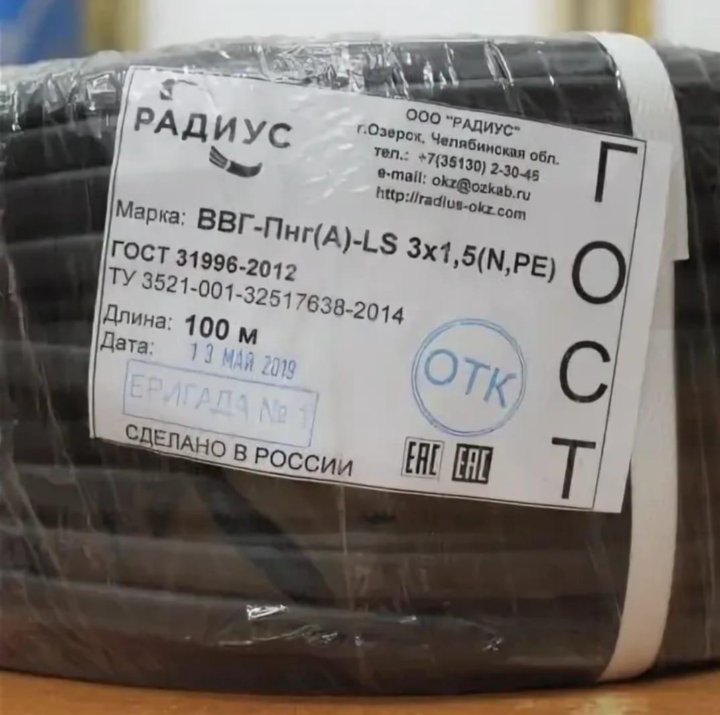 РАДИУС
ООО "РАДИУС"
г.Озерск, Челябинская обл.
тел.: +7(35130) 2-30-45
e-mail: okz@ozkab.ru
http://radius-okz.com
Марка: ВВГ-Пнг(А)-LS 3х1,5(N,PE)
ГОСТ 31996-2012
ТУ 3521-001-32517638-2014
Длина: 100 м
Дата: 13 МАЙ 2019
БРИГАДА № 1
ОТК
СДЕЛАНО В РОССИИ
ЕАС ЕАС
ГОСТ